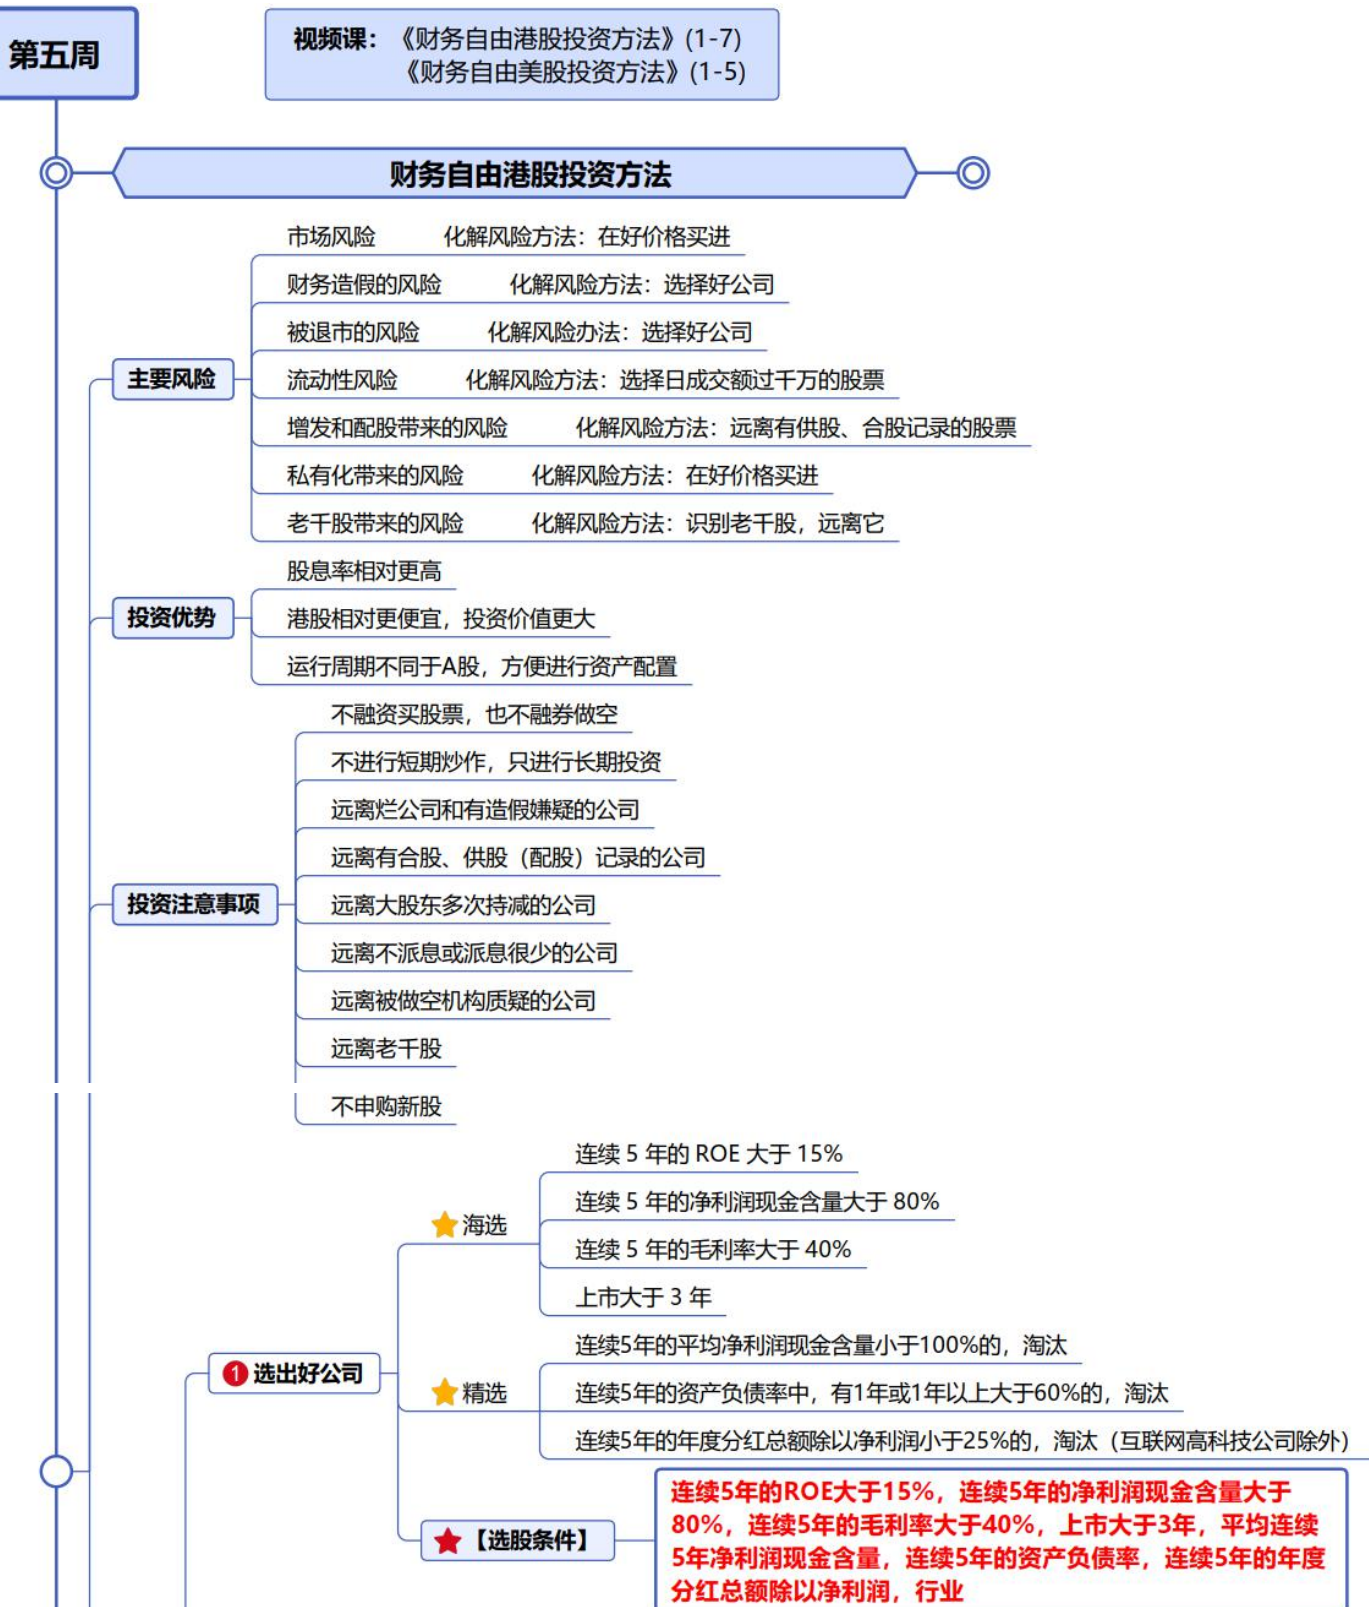 第五周
视频课：《财务自由港股投资方法》(1-7)
《财务自由美股投资方法》(1-5)
财务自由港股投资方法
主要风险
市场风险 化解风险方法：在好价格买进
财务造假的风险 化解风险方法：选择好公司
被退市的风险 化解风险办法：选择好公司
流动性风险 化解风险方法：选择日成交额过千万的股票
增发和配股带来的风险 化解风险方法：远离有供股、合股记录的股票
私有化带来的风险 化解风险方法：在好价格买进
老千股带来的风险 化解风险方法：识别老千股，远离它
投资优势
股息率相对更高
港股相对更便宜，投资价值更大
运行周期不同于A股，方便进行资产配置
投资注意事项
不融资买股票，也不融券做空
不进行短期炒作，只进行长期投资
远离烂公司和有造假嫌疑的公司
远离有合股、供股（配股）记录的公司
远离大股东多次持减的公司
远离不派息或派息很少的公司
远离被做空机构质疑的公司
远离老千股
不申购新股
1 选出好公司
海选
连续 5 年的 ROE 大于 15%
连续 5 年的净利润现金含量大于 80%
连续 5 年的毛利率大于 40%
上市大于 3 年
精选
连续5年的平均净利润现金含量小于100%的，淘汰
连续5年的资产负债率中，有1年或1年以上大于60%的，淘汰
连续5年的年度分红总额除以净利润小于25%的，淘汰（互联网高科技公司除外）
【选股条件】
连续5年的ROE大于15%，连续5年的净利润现金含量大于
80%，连续5年的毛利率大于40%，上市大于3年，平均连续
5年净利润现金含量，连续5年的资产负债率，连续5年的年度
分红总额除以净利润，行业